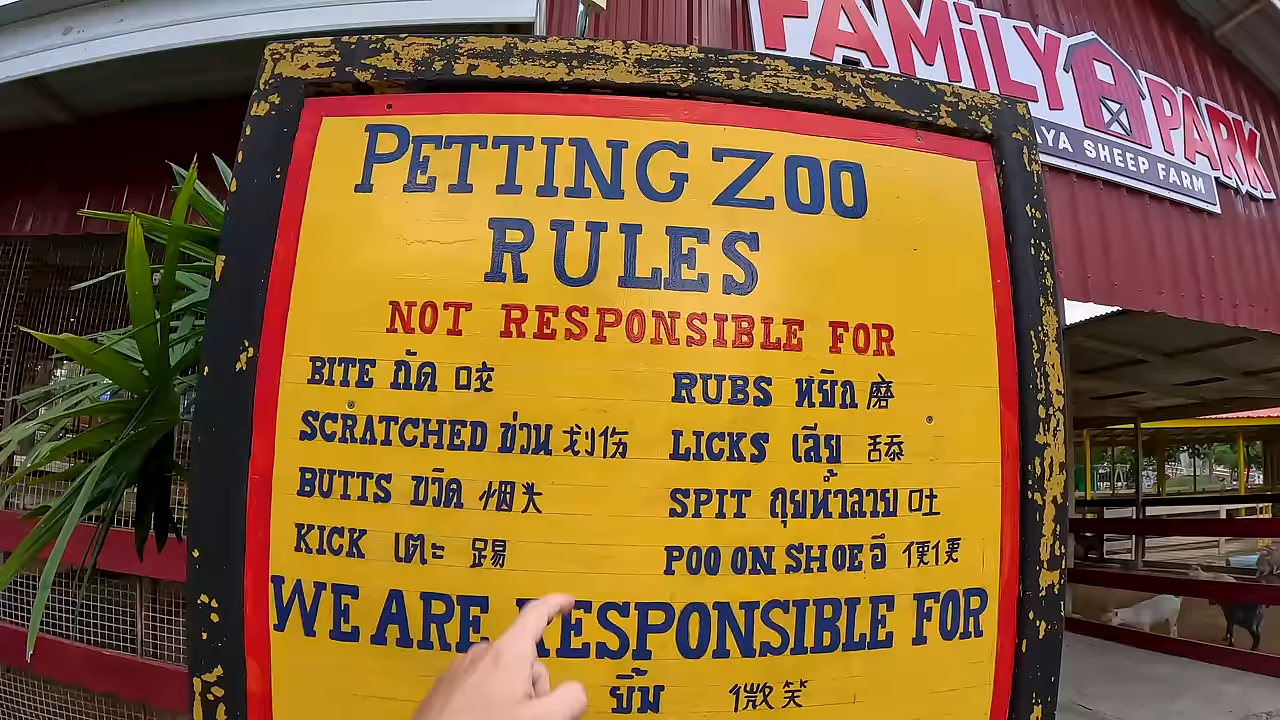 FAMiLY PARK
AYA SHEEP FARM
PETTING ZOO
RULES
NOT RESPONSIBLE FOR
BITE กัด 咬
RUBS หยิก 磨
SCRATCHED ข่วน 划伤
LICKS เลีย 舔
BUTTS ขวิด 烟头
SPIT ถุยน้ำลาย 吐
KICK เตะ 踢
POO ON SHOE อึ 便便
WE ARE RESPONSIBLE FOR
ยิ้ม 微笑